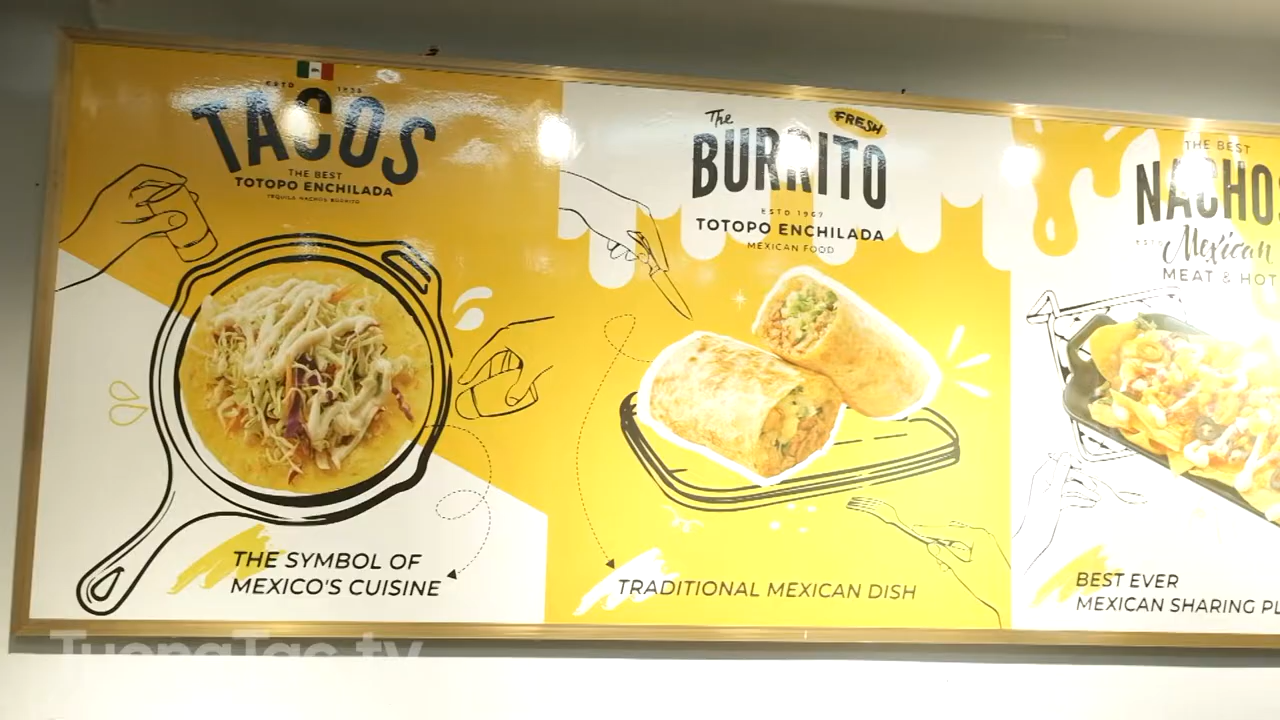 ESTD 1956
TACOS
THE BEST
TOTOPO ENCHILADA
TEQUILA NACHOS BURRITO
THE SYMBOL OF
MEXICO'S CUISINE
The
FRESH
BURRITO
ESTD 1967
TOTOPO ENCHILADA
MEXICAN FOOD
TRADITIONAL MEXICAN DISH
THE BEST
NACHOS
ESTD
Mexican
MEAT & HOT
BEST EVER
MEXICAN SHARING PL
TuongTac.tv